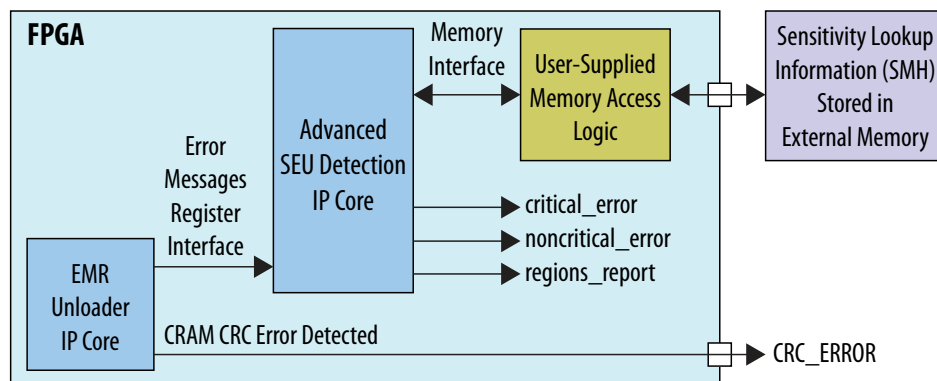 FPGA
Memory
Interface
User-Supplied
Memory Access
Logic
Sensitivity Lookup
Information (SMH)
Stored in
External Memory
Advanced
SEU Detection
IP Core
Error
Messages
Register
Interface
critical_error
noncritical_error
regions_report
EMR
Unloader
IP Core
CRAM CRC Error Detected
CRC_ERROR